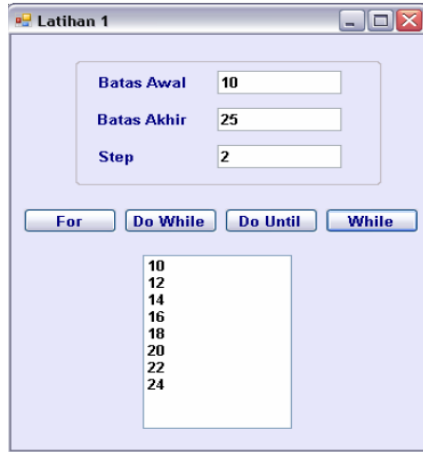 Latihan 1
Batas Awal 10
Batas Akhir 25
Step 2
For Do While Do Until While
10
12
14
16
18
20
22
24